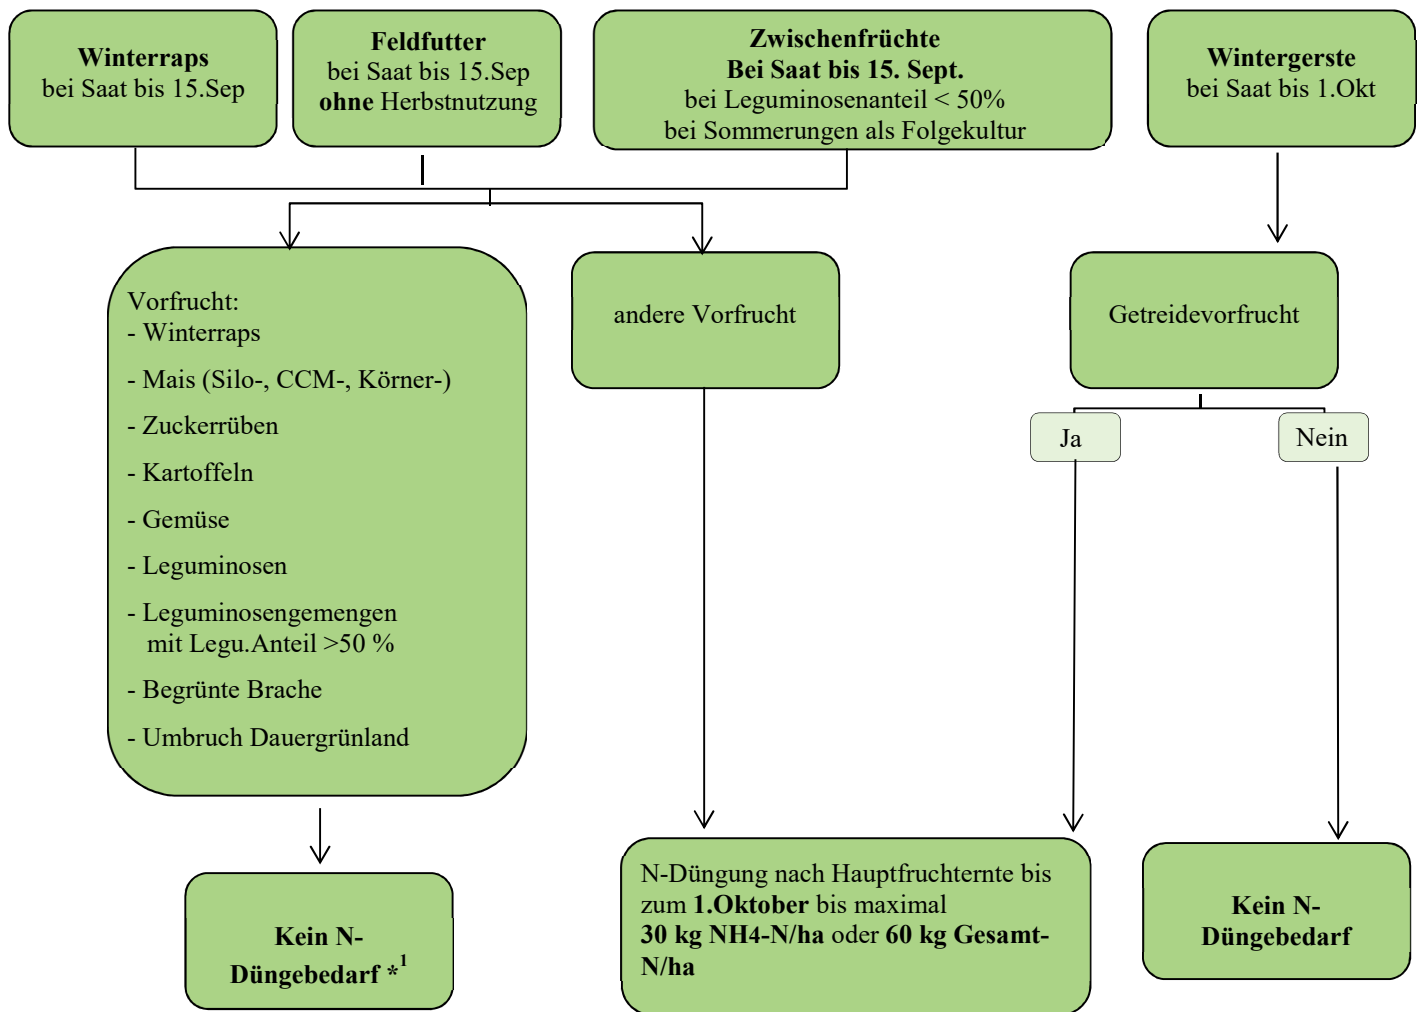 Winterraps
bei Saat bis 15.Sep
Feldfutter
bei Saat bis 15.Sep
ohne Herbstnutzung
Zwischenfrüchte
Bei Saat bis 15. Sept.
bei Leguminosenanteil < 50%
bei Sommerungen als Folgekultur
Wintergerste
bei Saat bis 1.Okt
Vorfrucht:
- Winterraps
- Mais (Silo-, CCM-, Körner-)
- Zuckerrüben
- Kartoffeln
- Gemüse
- Leguminosen
- Leguminosengemengen
mit Legu.Anteil >50 %
- Begrünte Brache
- Umbruch Dauergrünland
andere Vorfrucht
Getreidevorfrucht
Ja
Nein
Kein N-
Düngebedarf *1
N-Düngung nach Hauptfruchternte bis
zum 1.Oktober bis maximal
30 kg NH4-N/ha oder 60 kg Gesamt-
N/ha
Kein N-
Düngebedarf